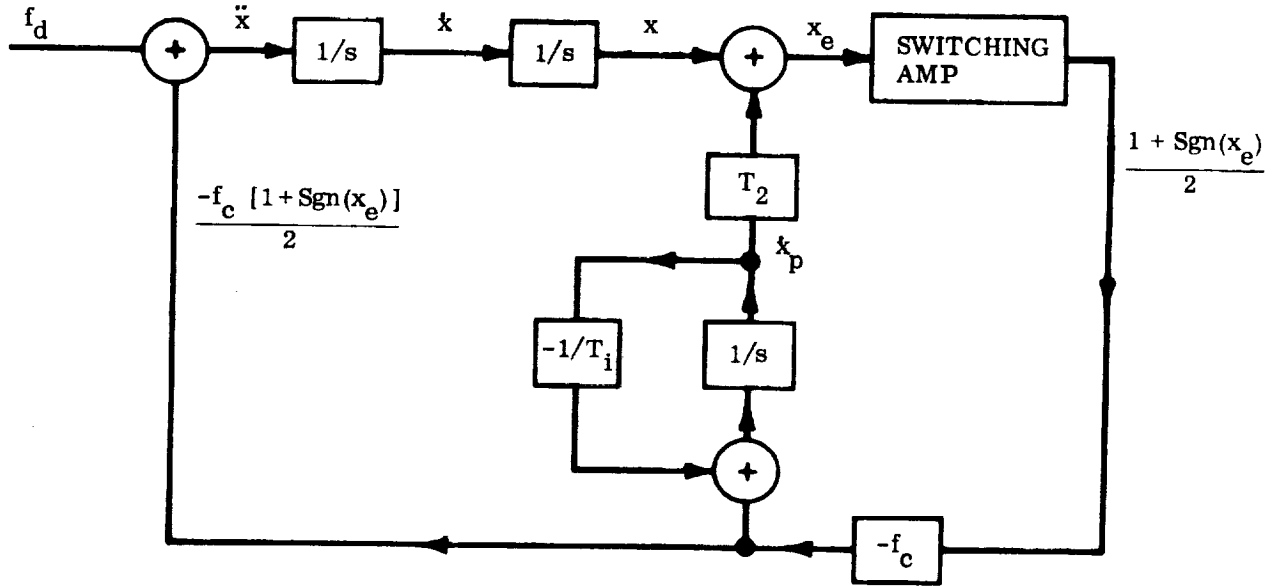 f_d
ẍ
1/s
ẋ
1/s
x
x_e
SWITCHING
AMP
1 + Sgn(x_e)
2
T_2
-f_c [1 + Sgn(x_e)]
2
ẋ_p
-1/T_i
1/s
-f_c
+
+
+